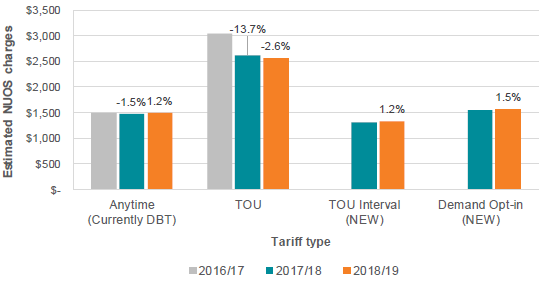 Estimated NUOS charges
$3,500
$3,000
$2,500
$2,000
$1,500
$1,000
$500
$-
-1.5% 1.2%
-13.7%
-2.6%
1.2%
1.5%
Anytime
(Currently DBT)
TOU
TOU Interval
(NEW)
Demand Opt-in
(NEW)
Tariff type
2016/17 2017/18 2018/19